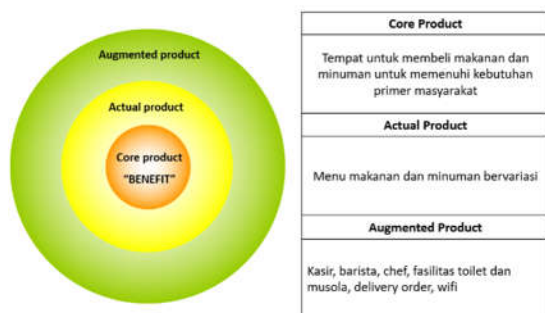 Augmented product
Actual product
Core product
"BENEFIT"
Core Product
Tempat untuk membeli makanan dan
minuman untuk memenuhi kebutuhan
primer masyarakat
Actual Product
Menu makanan dan minuman bervariasi
Augmented Product
Kasir, barista, chef, fasilitas toilet dan
musola, delivery order, wifi